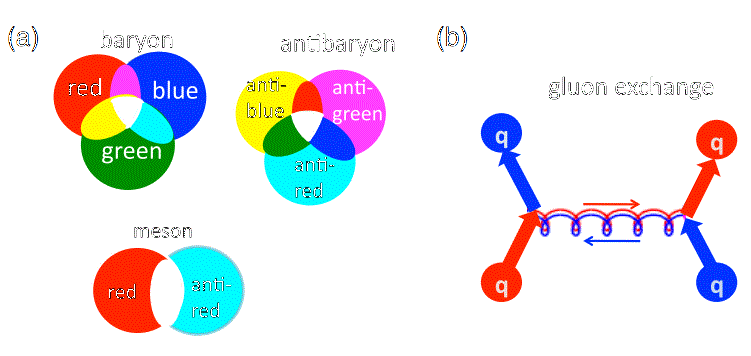 (a)
baryon
red
blue
green
antibaryon
anti-
blue
anti-
green
anti-
red
meson
red
anti-
red
(b)
gluon exchange
q
q
q
q